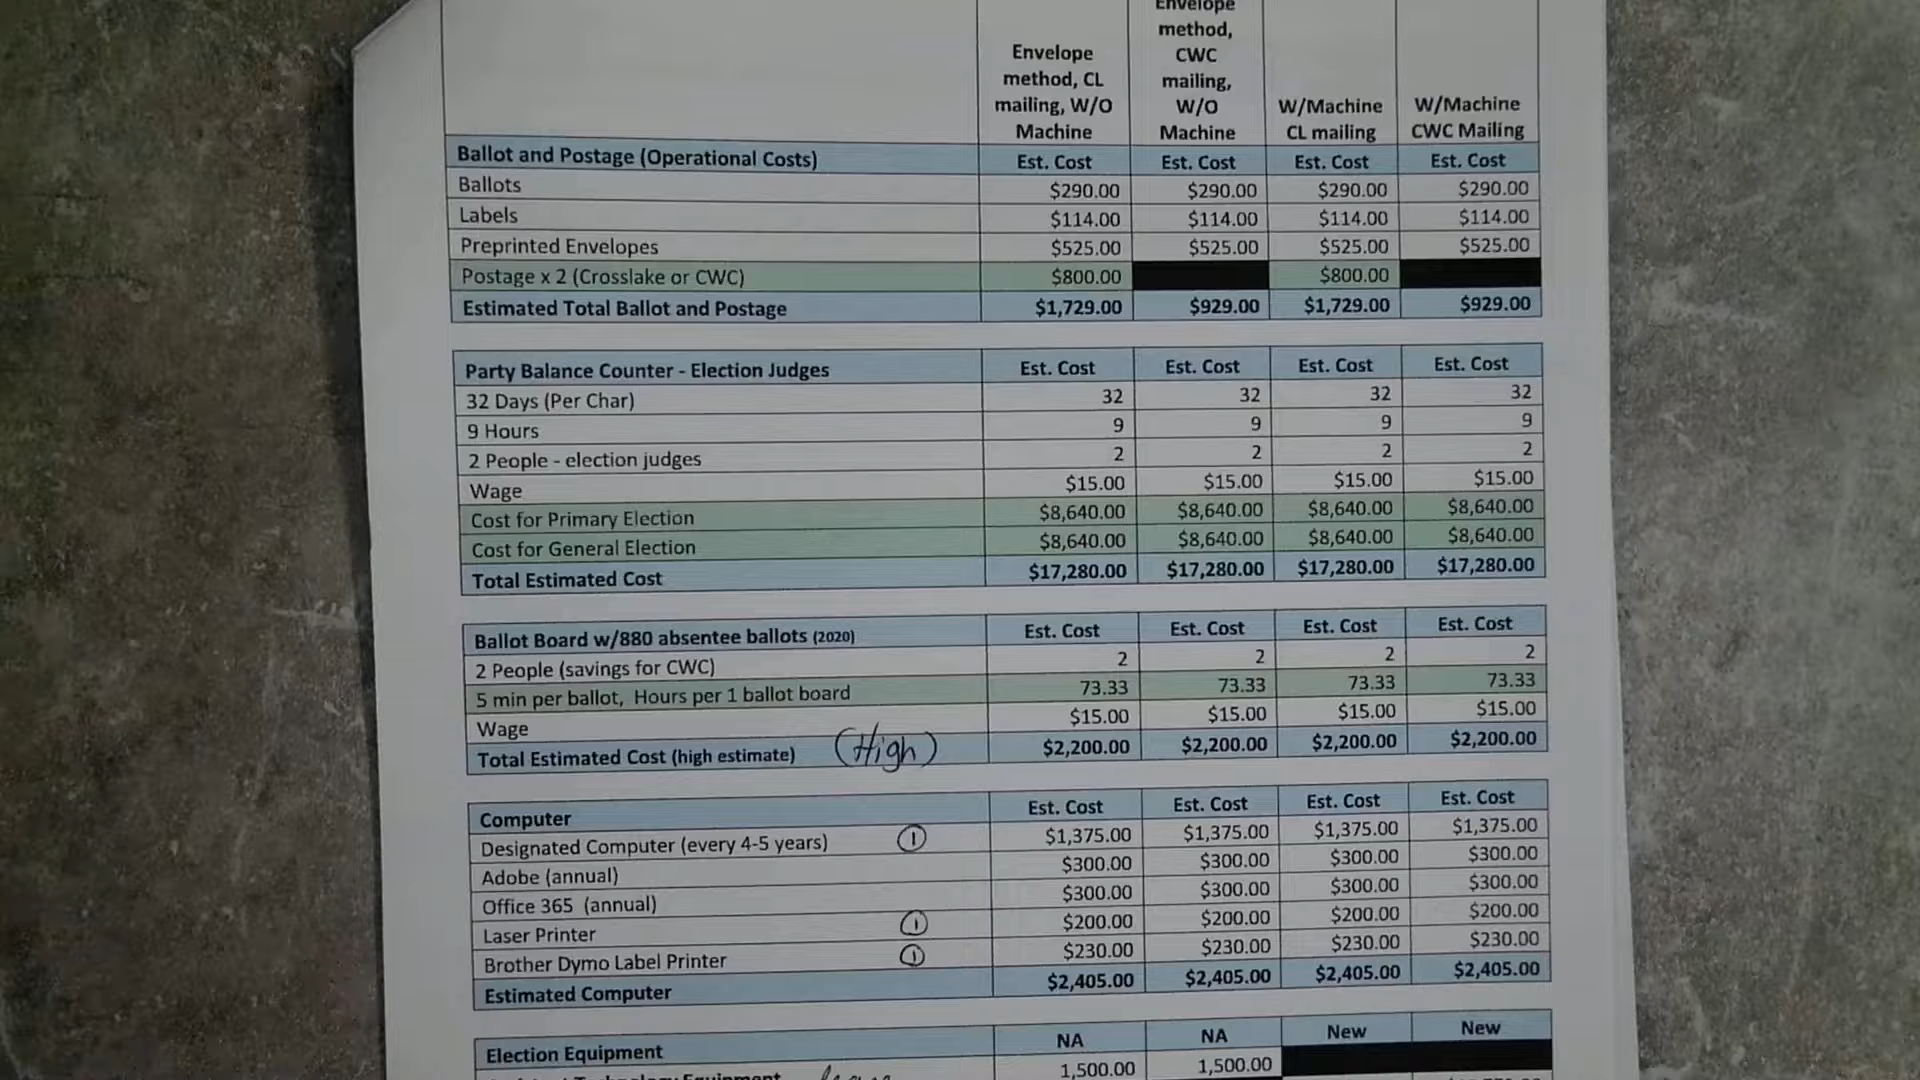 Envelope method, CL mailing, W/O Machine
Envelope method, CWC mailing, W/O Machine
W/Machine CL mailing
W/Machine CWC Mailing
Ballot and Postage (Operational Costs) Est. Cost Est. Cost Est. Cost Est. Cost
Ballots $290.00 $290.00 $290.00 $290.00
Labels $114.00 $114.00 $114.00 $114.00
Preprinted Envelopes $525.00 $525.00 $525.00 $525.00
Postage x 2 (Crosslake or CWC) $800.00 $800.00
Estimated Total Ballot and Postage $1,729.00 $929.00 $1,729.00 $929.00
Party Balance Counter - Election Judges Est. Cost Est. Cost Est. Cost Est. Cost
32 Days (Per Char) 32 32 32 32
9 Hours 9 9 9 9
2 People - election judges 2 2 2 2
Wage $15.00 $15.00 $15.00 $15.00
Cost for Primary Election $8,640.00 $8,640.00 $8,640.00 $8,640.00
Cost for General Election $8,640.00 $8,640.00 $8,640.00 $8,640.00
Total Estimated Cost $17,280.00 $17,280.00 $17,280.00 $17,280.00
Ballot Board w/880 absentee ballots (2020) Est. Cost Est. Cost Est. Cost Est. Cost
2 People (savings for CWC) 2 2 2 2
5 min per ballot, Hours per 1 ballot board 73.33 73.33 73.33 73.33
Wage $15.00 $15.00 $15.00 $15.00
Total Estimated Cost (high estimate) (High) $2,200.00 $2,200.00 $2,200.00 $2,200.00
Computer Est. Cost Est. Cost Est. Cost Est. Cost
Designated Computer (every 4-5 years) 1 $1,375.00 $1,375.00 $1,375.00 $1,375.00
Adobe (annual) $300.00 $300.00 $300.00 $300.00
Office 365 (annual) $300.00 $300.00 $300.00 $300.00
Laser Printer 1 $200.00 $200.00 $200.00 $200.00
Brother Dymo Label Printer 1 $230.00 $230.00 $230.00 $230.00
Estimated Computer $2,405.00 $2,405.00 $2,405.00 $2,405.00
Election Equipment NA NA New New
Technology Equipment 1,500.00 1,500.00